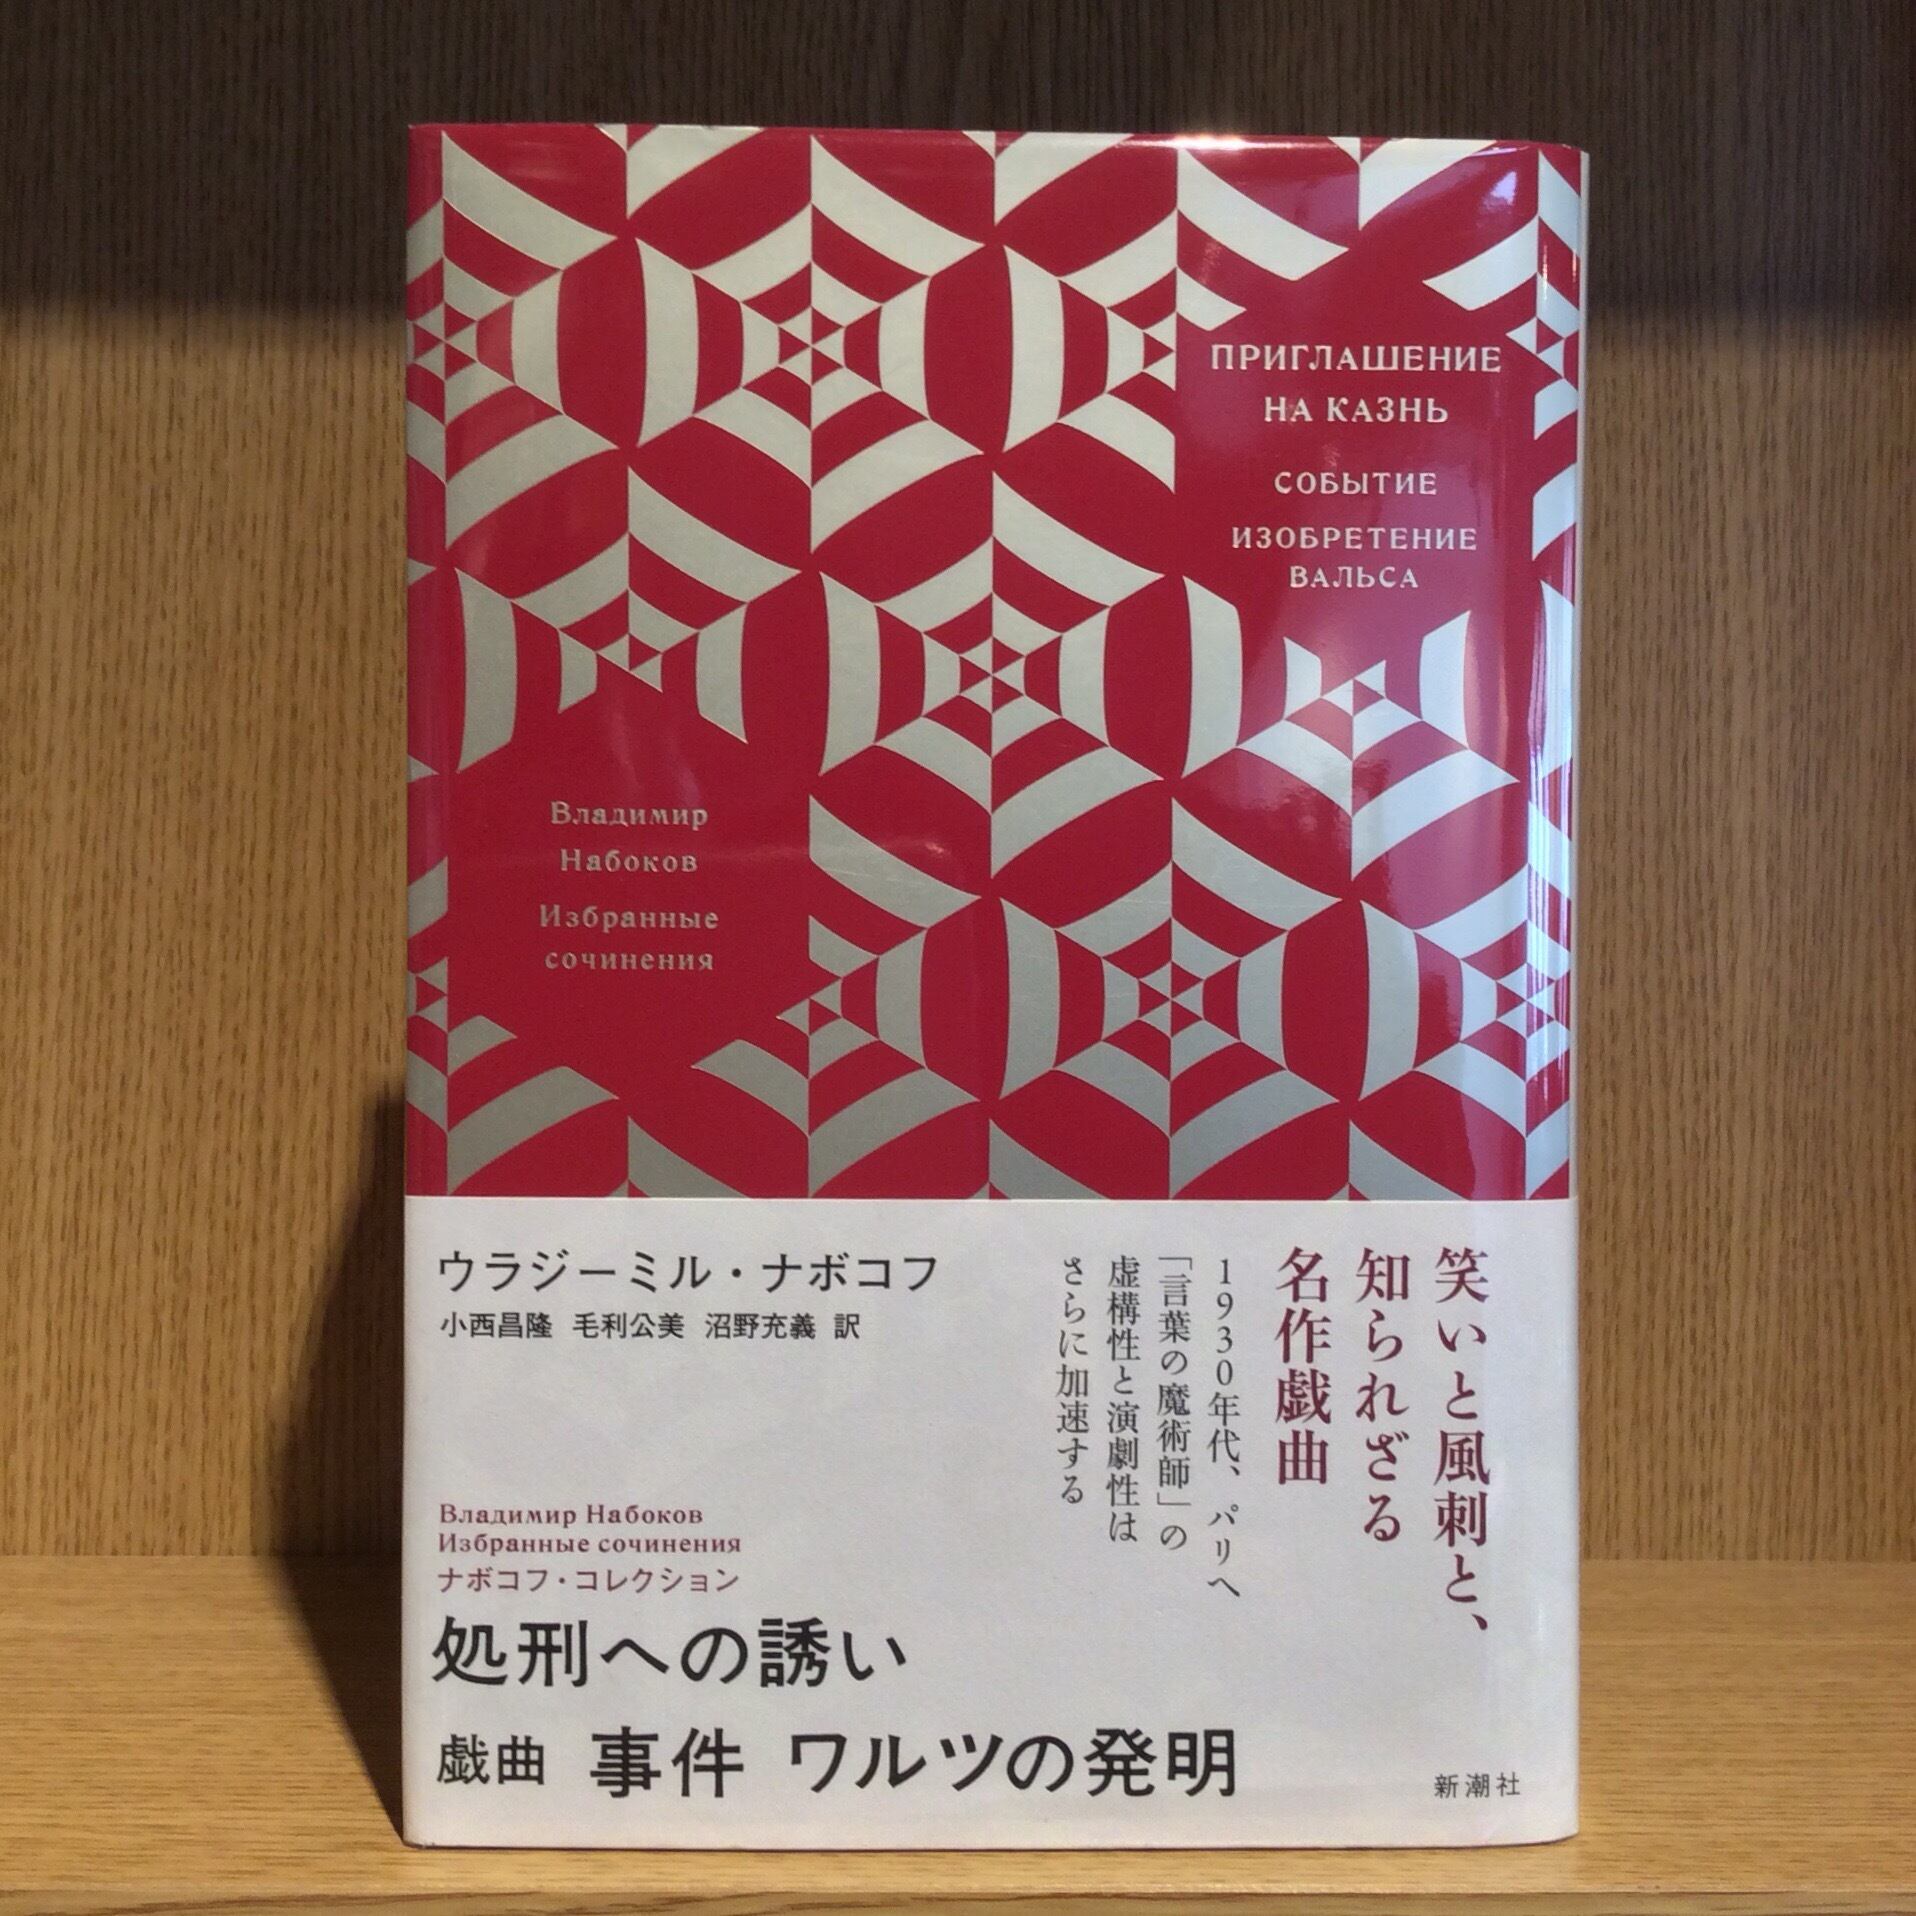 ПРИГЛАШЕНИЕ
НА КАЗНЬ
СОБЫТИЕ
ИЗОБРЕТЕНИЕ
ВАЛЬСА
Владимир
Набоков
Избранные
сочинения
笑いと風刺と、
知られざる
名作戯曲
1930年代、パリへ
「言葉の魔術師」の
虚構性と演劇性は
さらに加速する
ウラジーミル・ナボコフ
小西昌隆 毛利公美 沼野充義 訳
Владимир Набоков
Избранные сочинения
ナボコフ・コレクション
処刑への誘い
戯曲 事件 ワルツの発明
新潮社